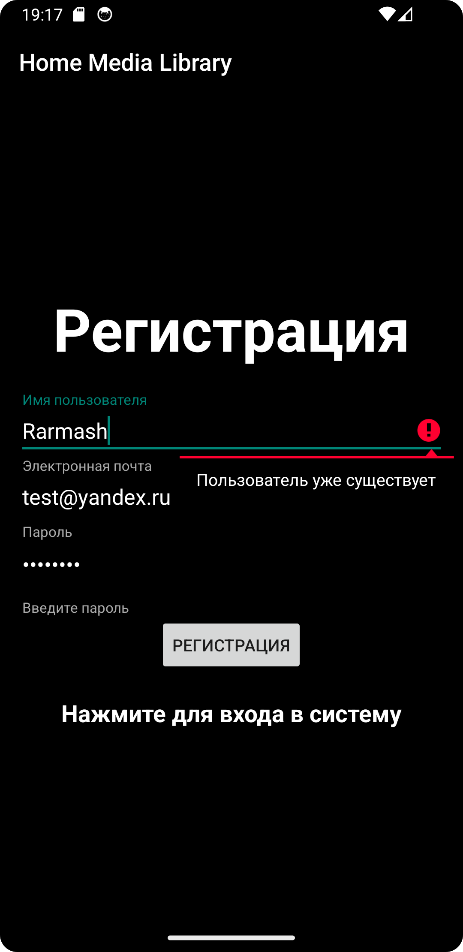 19:17
Home Media Library
Регистрация
Имя пользователя
Rarmash
Электронная почта
Пользователь уже существует
test@yandex.ru
Пароль
••••••••
Введите пароль
РЕГИСТРАЦИЯ
Нажмите для входа в систему